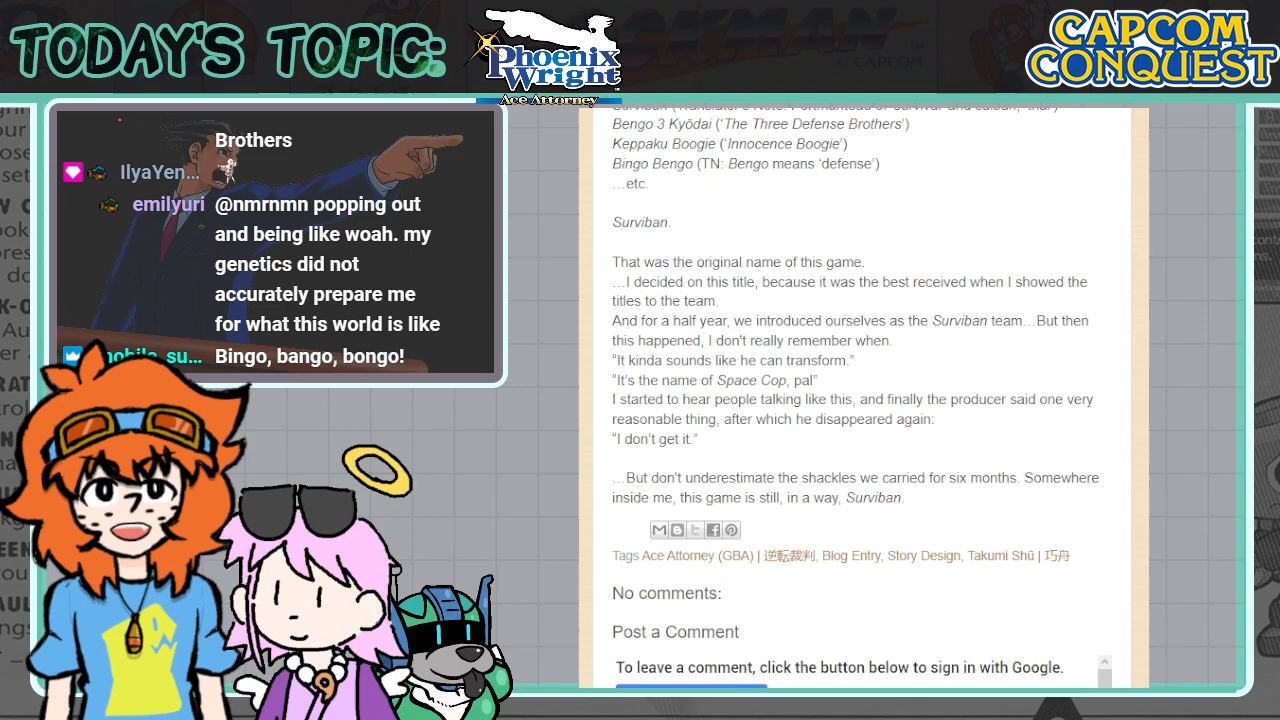 TODAY'S TOPIC:
Phoenix
Wright
Ace Attorney
CAPCOM
CONQUEST
Brothers
IlyaYen...
emilyuri @nmrnmn popping out
and being like woah. my
genetics did not
accurately prepare me
for what this world is like
mobile_su... Bingo, bango, bongo!
Bengo 3 Kyōdai (‘The Three Defense Brothers’)
Keppaku Boogie (‘Innocence Boogie’)
Bingo Bengo (TN: Bengo means ‘defense’)
…etc.
Surviban.
That was the original name of this game.
…I decided on this title, because it was the best received when I showed the
titles to the team.
And for a half year, we introduced ourselves as the Surviban team…But then
this happened, I don't really remember when.
“It kinda sounds like he can transform.”
“It’s the name of Space Cop, pal”
I started to hear people talking like this, and finally the producer said one very
reasonable thing, after which he disappeared again:
“I don't get it.”
…But don't underestimate the shackles we carried for six months. Somewhere
inside me, this game is still, in a way, Surviban.
Tags Ace Attorney (GBA) | 逆転裁判, Blog Entry, Story Design, Takumi Shū | 巧舟
No comments:
Post a Comment
To leave a comment, click the button below to sign in with Google.